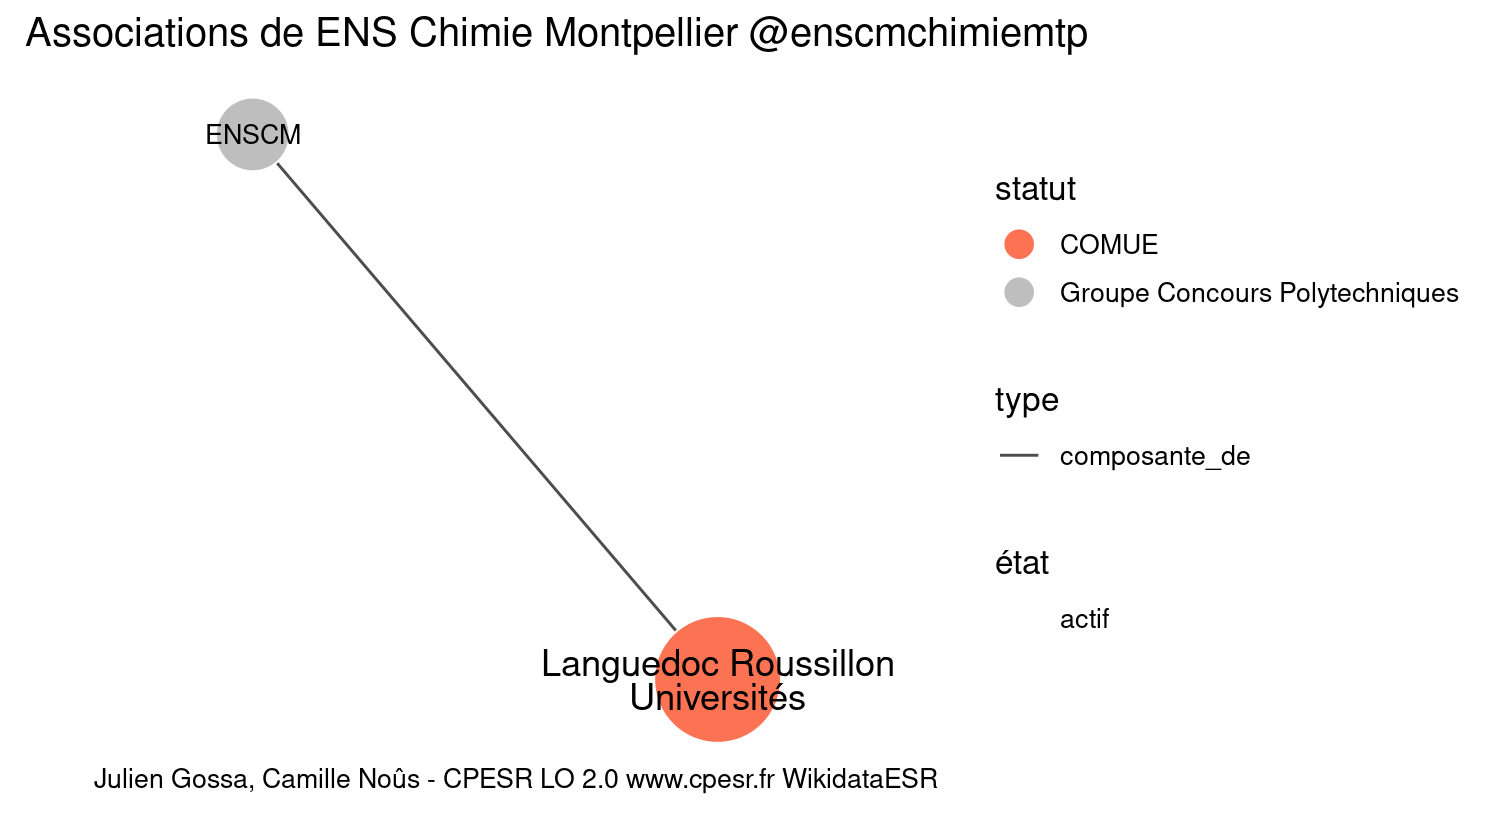 Associations de ENS Chimie Montpellier @enscmchimiemtp
ENSCM
statut
COMUE
Groupe Concours Polytechniques
type
composante_de
état
actif
Languedoc Roussillon
Universités
Julien Gossa, Camille Noûs - CPESR LO 2.0 www.cpesr.fr WikidataESR